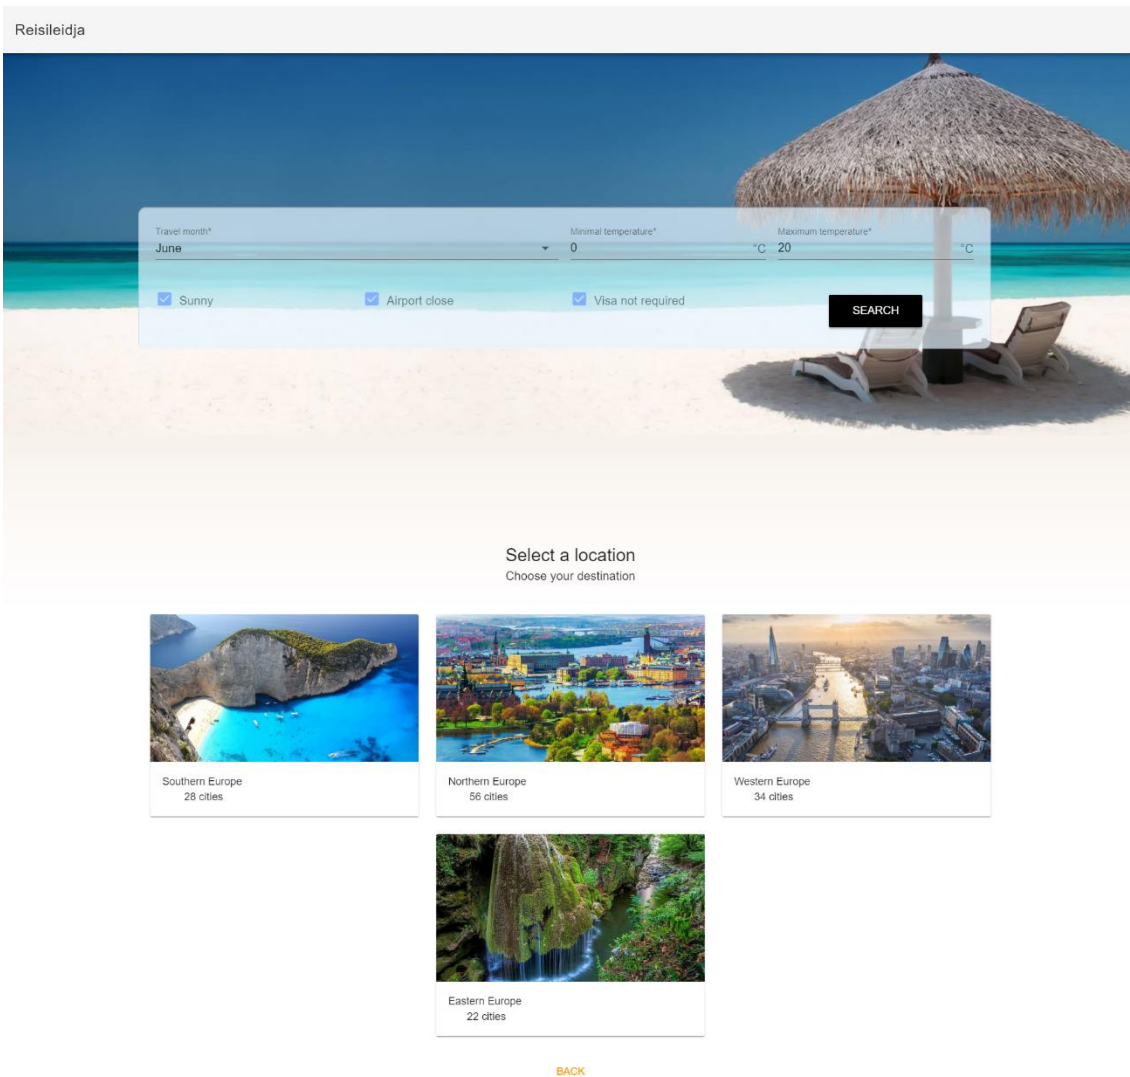 Reisileidja
Travel month*
June
Minimal temperature*
0 °C
Maximum temperature*
20 °C
Sunny
Airport close
Visa not required
SEARCH
Select a location
Choose your destination
Southern Europe
28 cities
Northern Europe
56 cities
Western Europe
34 cities
Eastern Europe
22 cities
BACK